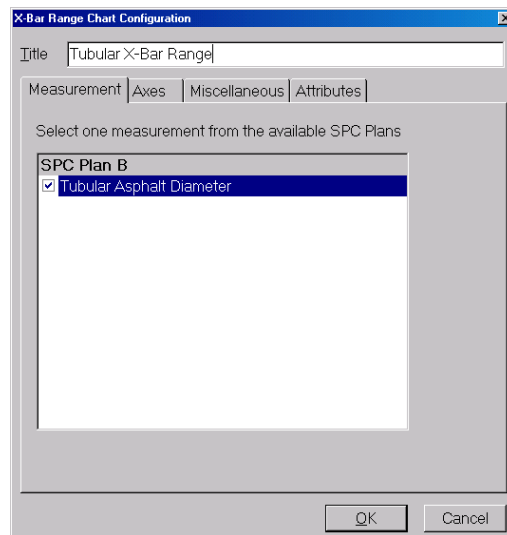 X-Bar Range Chart Configuration
Title Tubular X-Bar Range
Measurement Axes Miscellaneous Attributes
Select one measurement from the available SPC Plans
SPC Plan B
Tubular Asphalt Diameter
OK Cancel